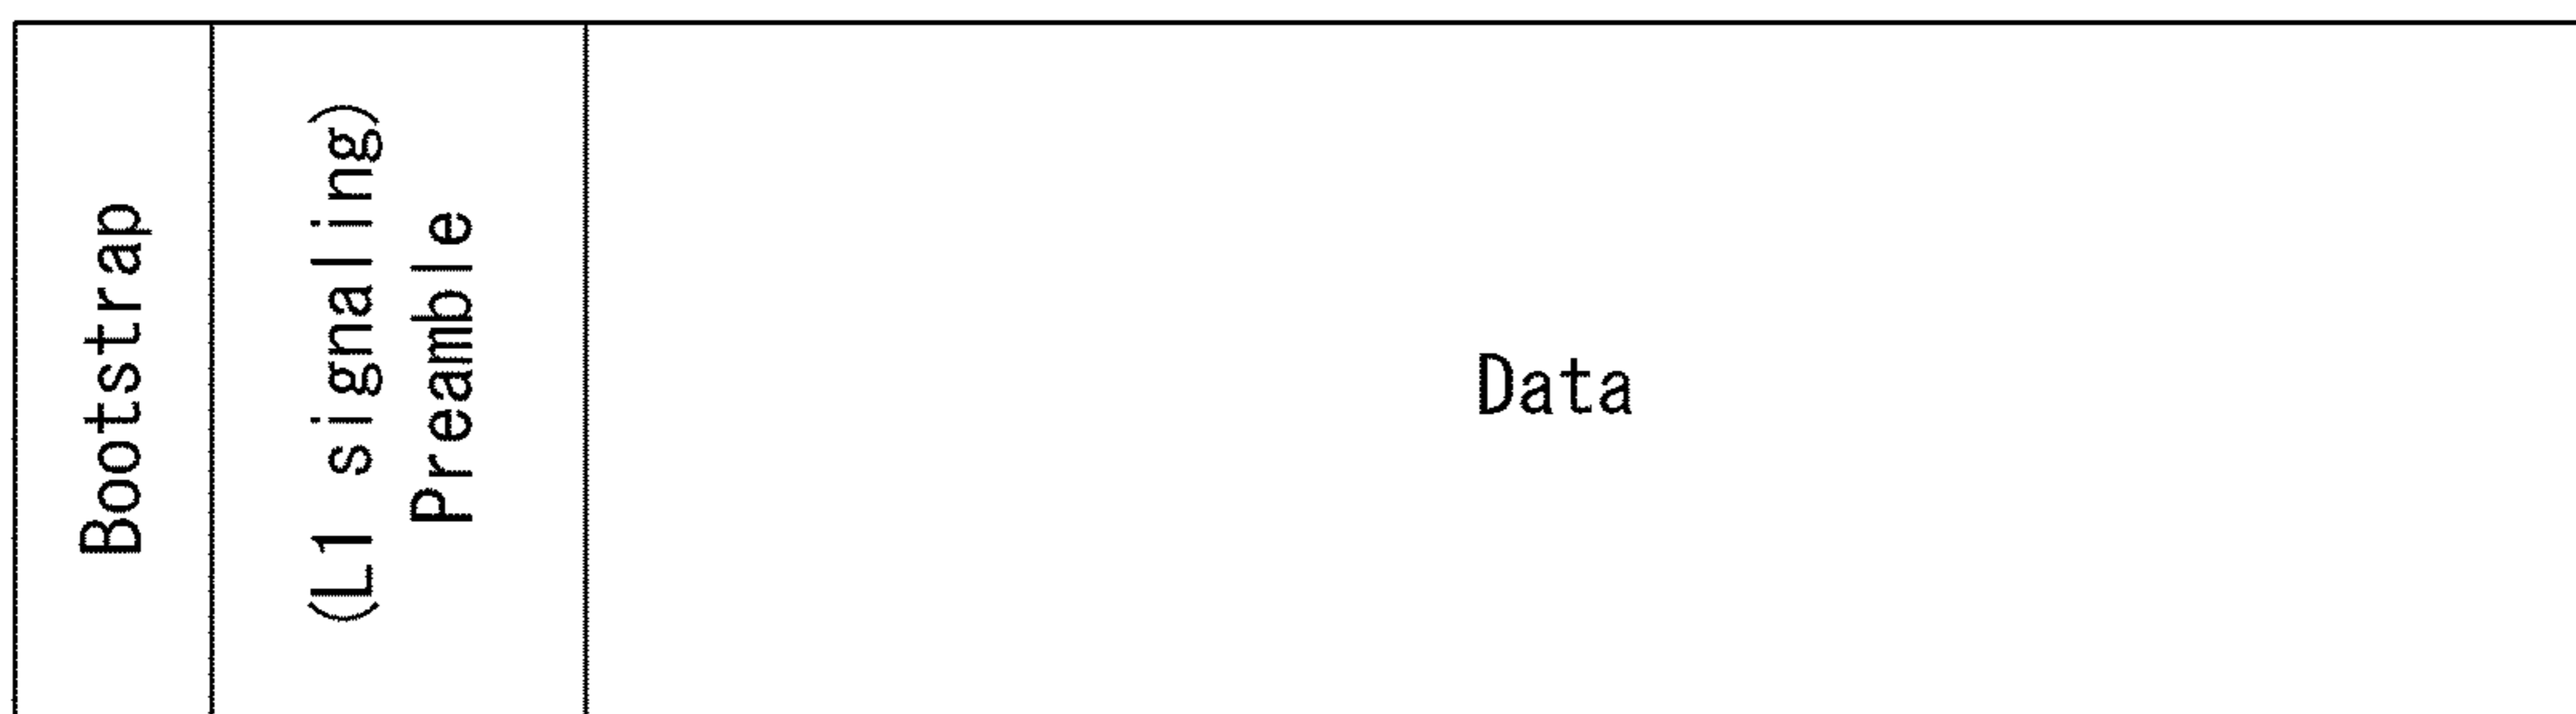 Bootstrap
(L1 signaling)
Preamble
Data